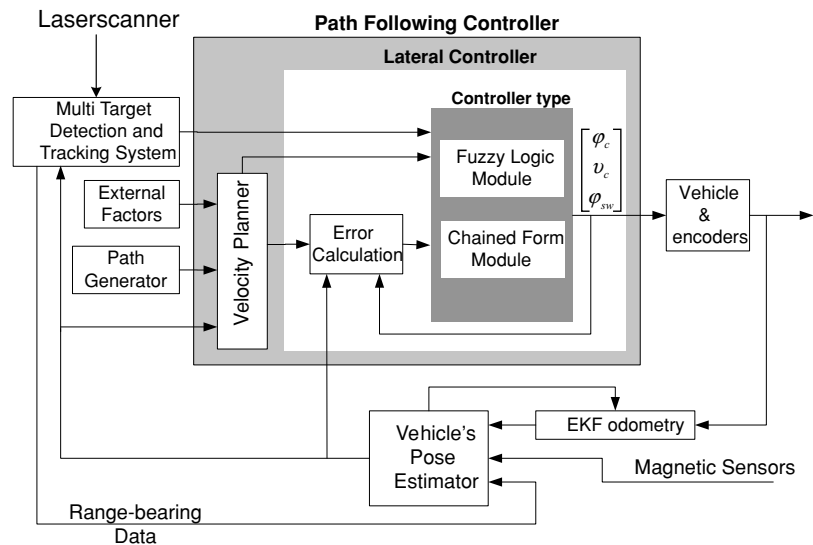 Laserscanner
Path Following Controller
Lateral Controller
Multi Target
Detection and
Tracking System
Controller type
Fuzzy Logic
Module
φc
υc
φsw
External
Factors
Velocity Planner
Error
Calculation
Chained Form
Module
Vehicle
&
encoders
Path
Generator
Vehicle's
Pose
Estimator
EKF odometry
Magnetic Sensors
Range-bearing
Data